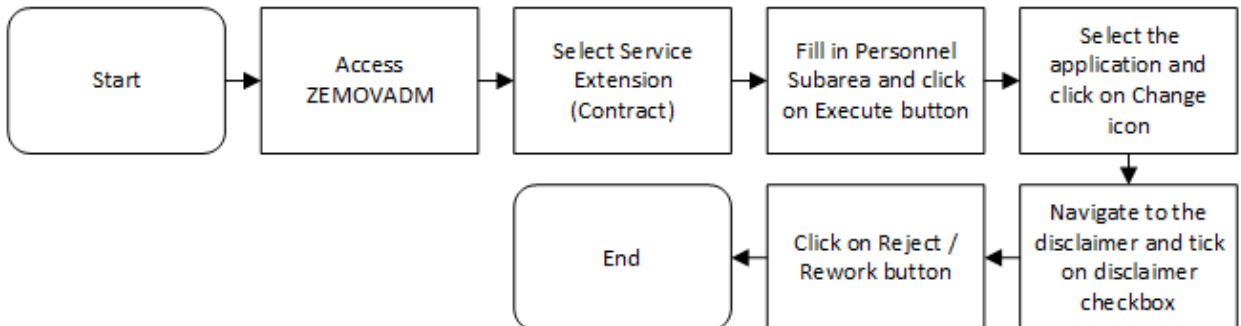 Start
Access
ZEMOVADM
Select Service
Extension
(Contract)
Fill in Personnel
Subarea and click
on Execute button
Select the
application and
click on Change
icon
Navigate to the
disclaimer and tick
on disclaimer
checkbox
Click on Reject /
Rework button
End